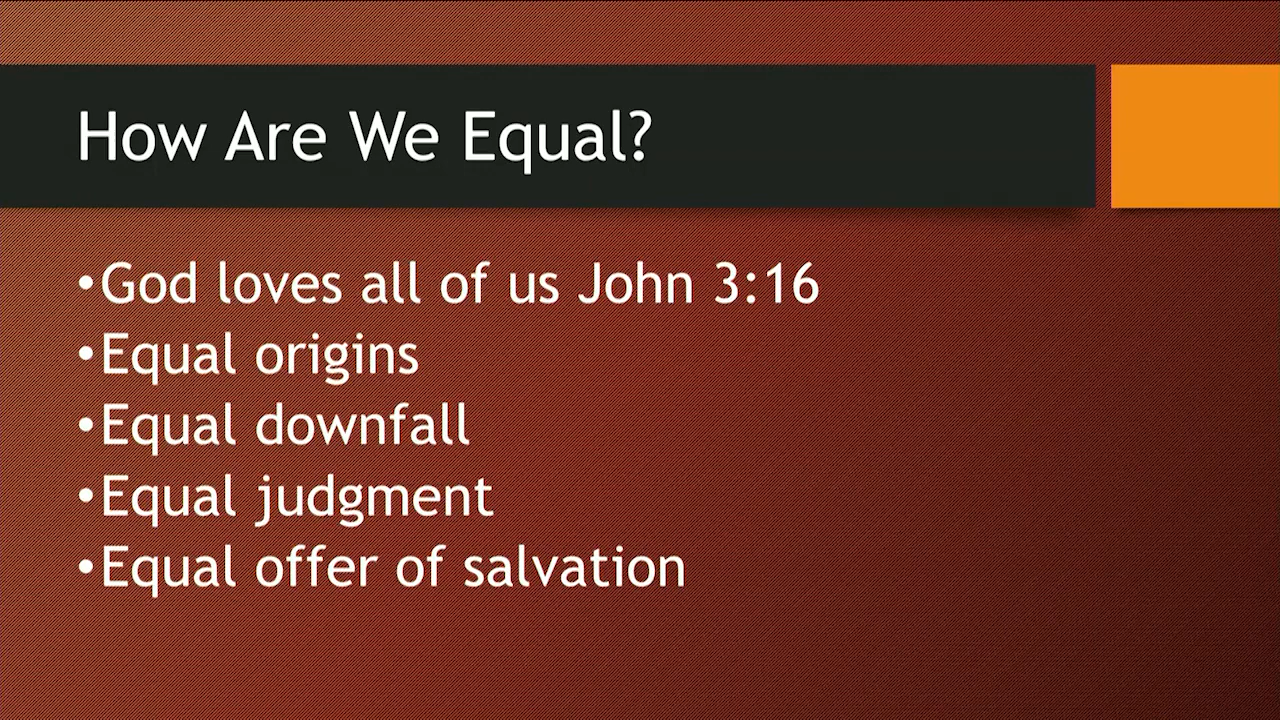 How Are We Equal?
•God loves all of us John 3:16
•Equal origins
•Equal downfall
•Equal judgment
•Equal offer of salvation